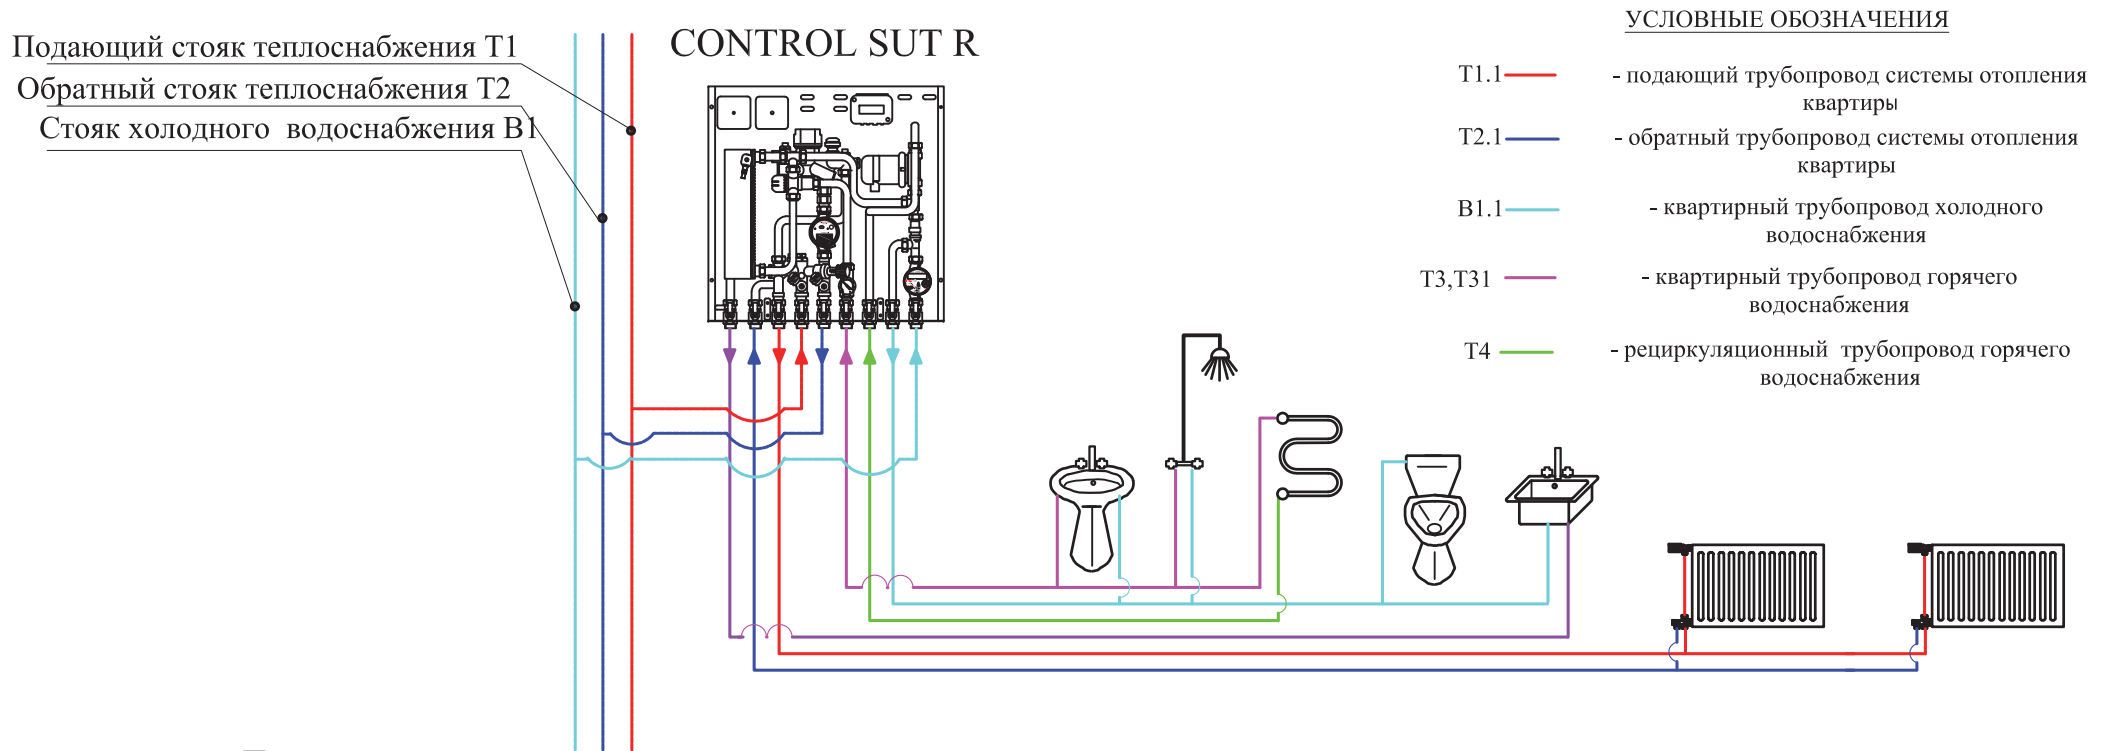 Подающий стояк теплоснабжения Т1
Обратный стояк теплоснабжения Т2
Стояк холодного водоснабжения В1
CONTROL SUT R
УСЛОВНЫЕ ОБОЗНАЧЕНИЯ
Т1.1 - подающий трубопровод системы отопления
квартиры
Т2.1 - обратный трубопровод системы отопления
квартиры
В1.1 - квартирный трубопровод холодного
водоснабжения
Т3,Т31 - квартирный трубопровод горячего
водоснабжения
Т4 - рециркуляционный трубопровод горячего
водоснабжения